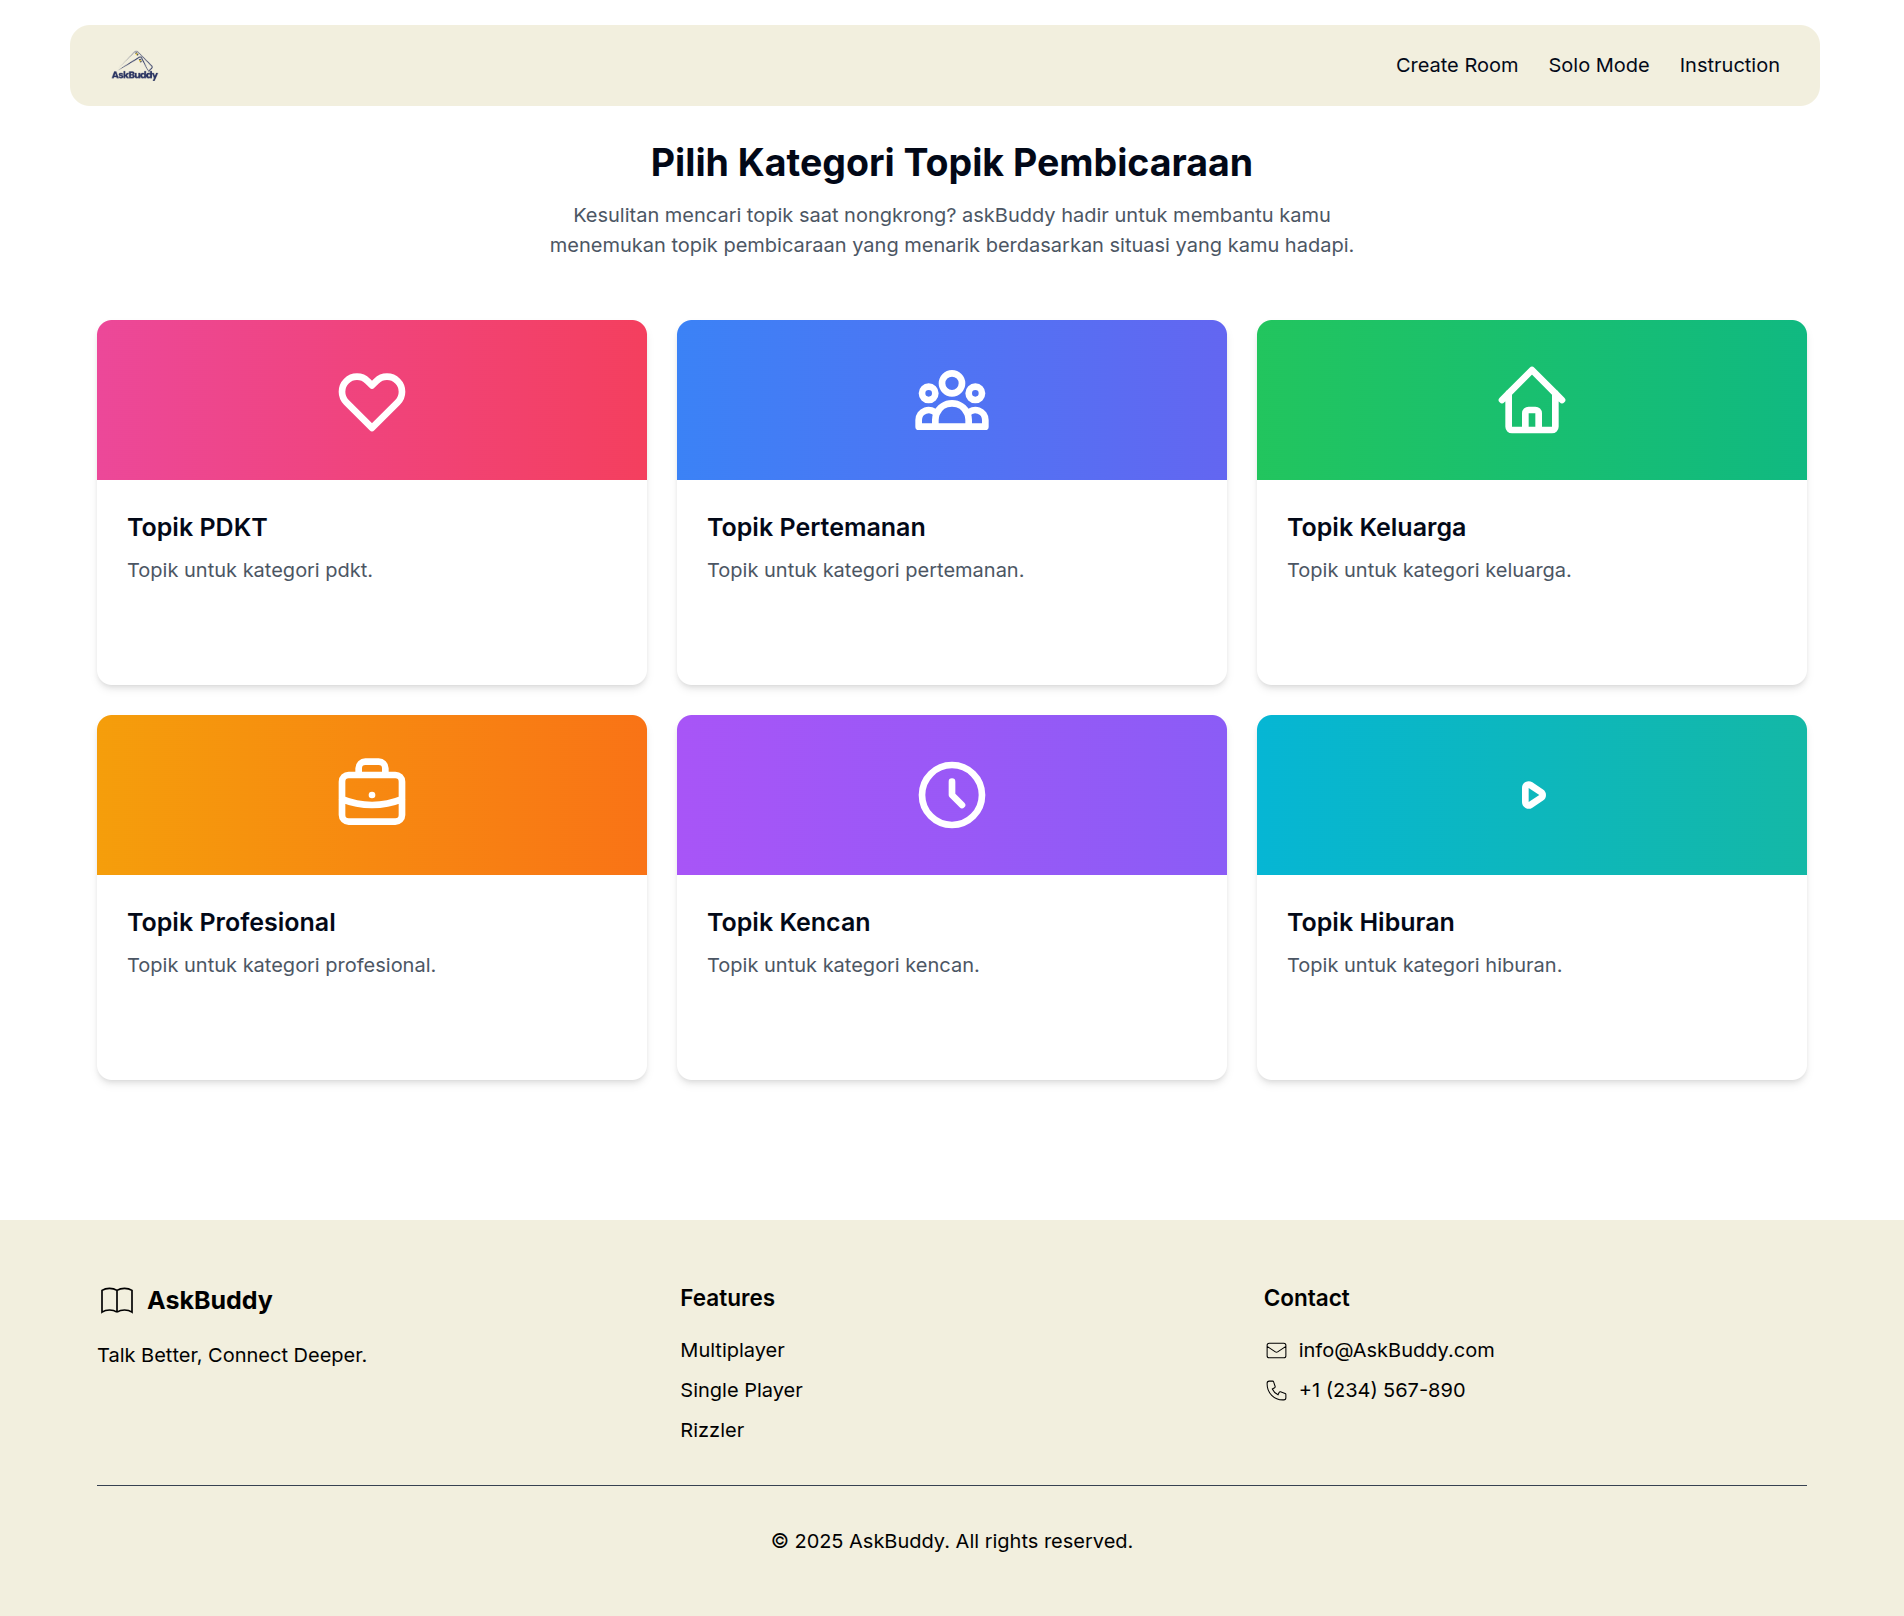 AskBuddy
Create Room
Solo Mode
Instruction
Pilih Kategori Topik Pembicaraan
Kesulitan mencari topik saat nongkrong? askBuddy hadir untuk membantu kamu
menemukan topik pembicaraan yang menarik berdasarkan situasi yang kamu hadapi.
Topik PDKT
Topik untuk kategori pdkt.
Topik Pertemanan
Topik untuk kategori pertemanan.
Topik Keluarga
Topik untuk kategori keluarga.
Topik Profesional
Topik untuk kategori profesional.
Topik Kencan
Topik untuk kategori kencan.
Topik Hiburan
Topik untuk kategori hiburan.
AskBuddy
Talk Better, Connect Deeper.
Features
Multiplayer
Single Player
Rizzler
Contact
info@AskBuddy.com
+1 (234) 567-890
© 2025 AskBuddy. All rights reserved.